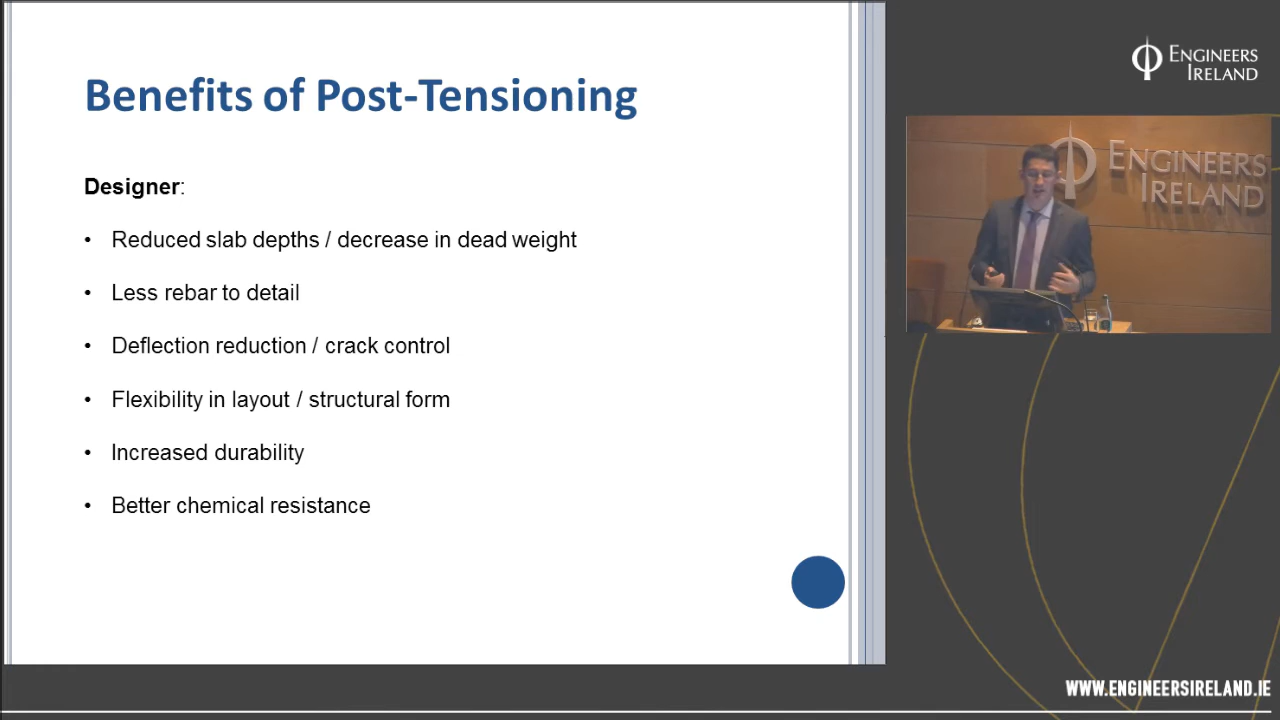 Benefits of Post-Tensioning
Designer:
• Reduced slab depths / decrease in dead weight
• Less rebar to detail
• Deflection reduction / crack control
• Flexibility in layout / structural form
• Increased durability
• Better chemical resistance
ENGINEERS
IRELAND
ENGINEERS
IRELAND
WWW.ENGINEERSIRELAND.IE